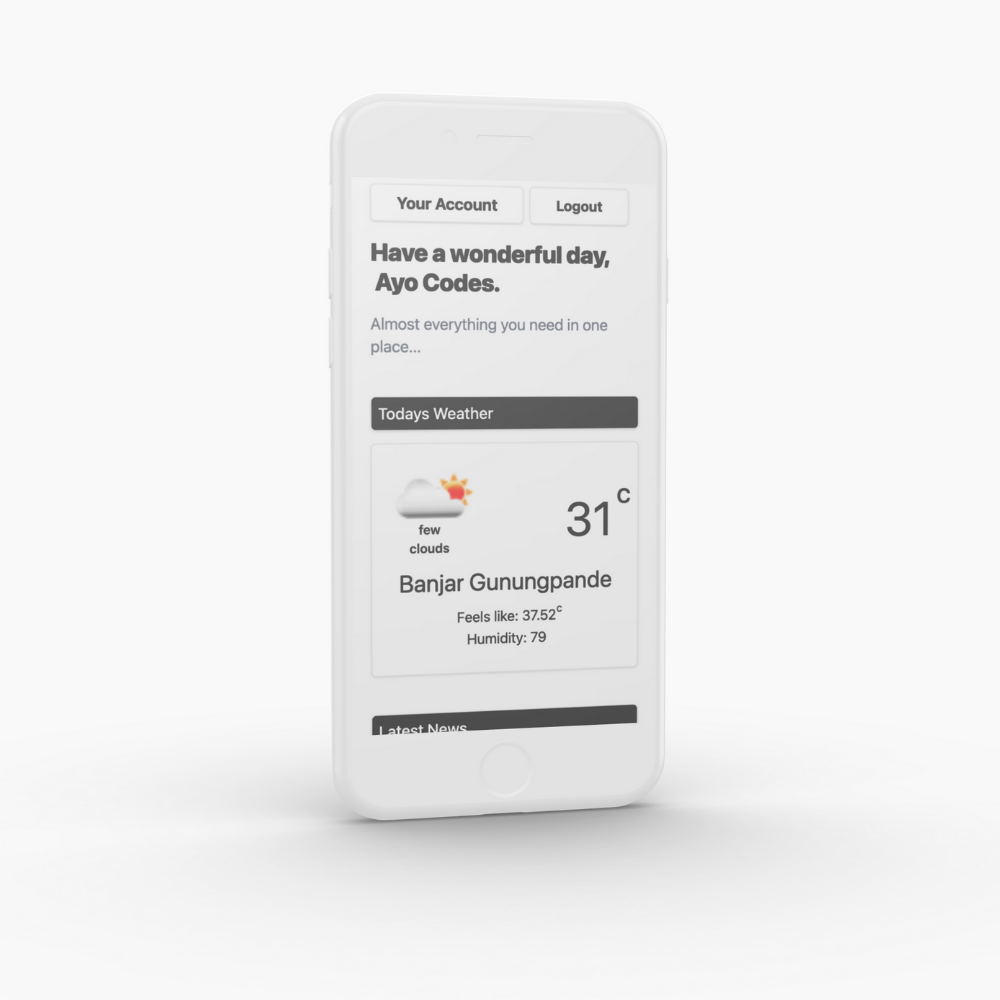 Your Account Logout
Have a wonderful day,
Ayo Codes.
Almost everything you need in one
place...
Todays Weather
31 c
few
clouds
Banjar Gunungpande
Feels like: 37.52c
Humidity: 79
Latest News